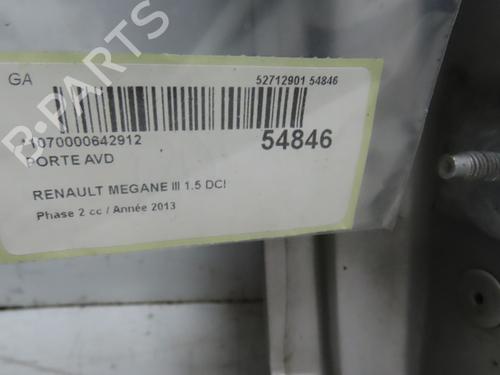 GA
52712901 54846
B-PARTS
1070000642912
54846
PORTE AVD
RENAULT MEGANE III 1.5 DCI
Phase 2 cc / Année 2013